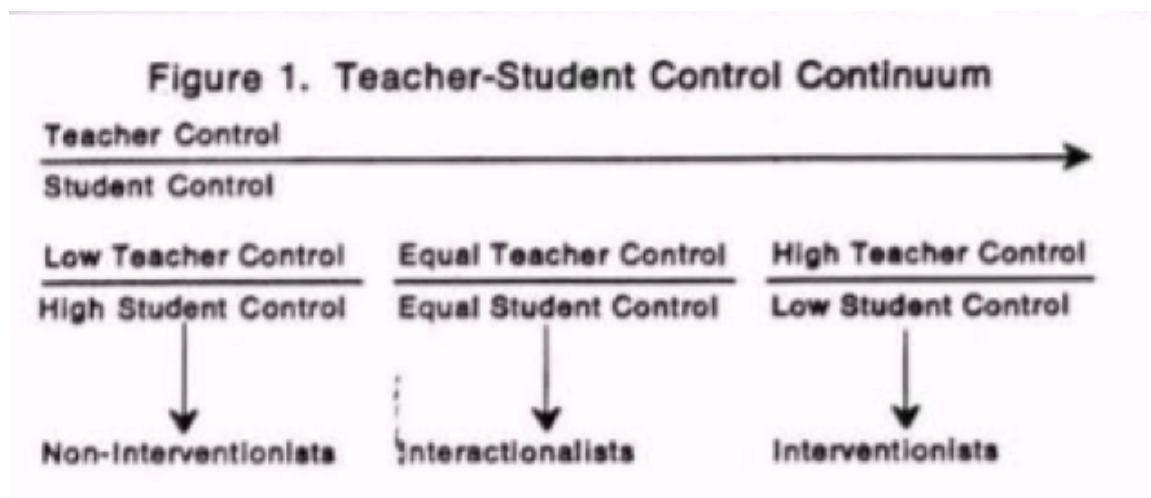 Figure 1. Teacher-Student Control Continuum
Teacher Control
Student Control
Low Teacher Control Equal Teacher Control High Teacher Control
High Student Control Equal Student Control Low Student Control
Non-Interventionists Interactionalists Interventionists